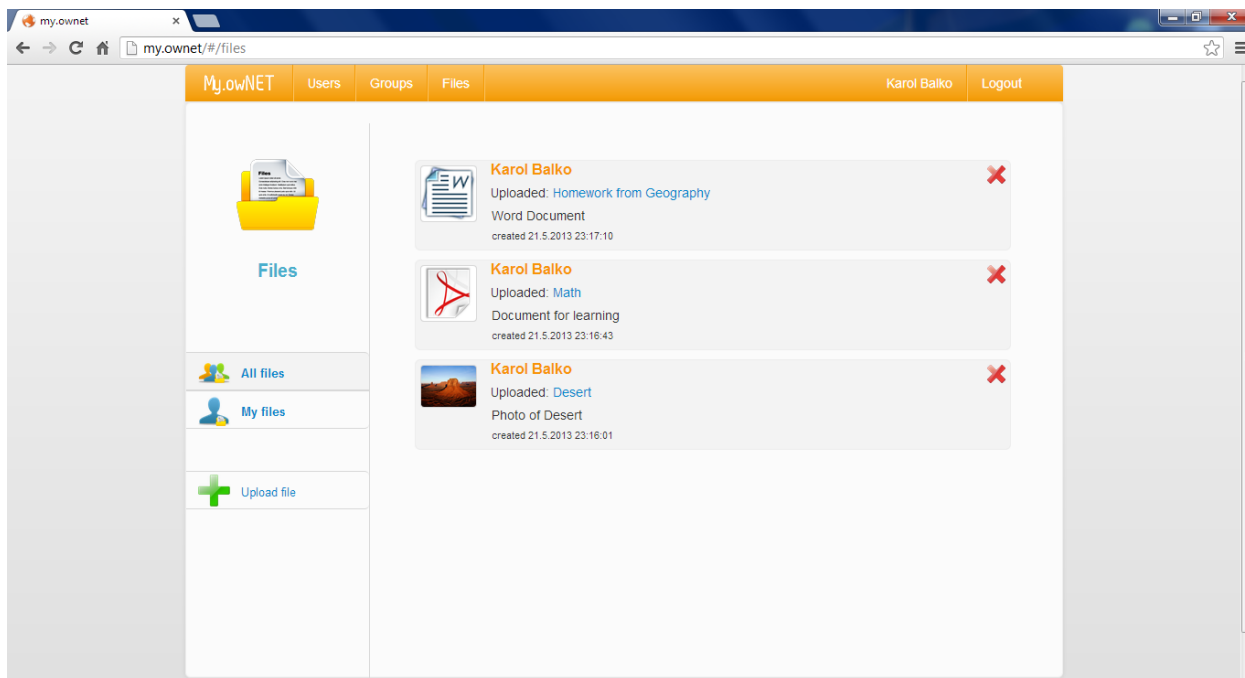 my.ownet
my.ownet/#/files
My.owNET Users Groups Files Karol Balko Logout
Files
Files
All files
My files
Upload file
Karol Balko
Uploaded: Homework from Geography
Word Document
created 21.5.2013 23:17:10
Karol Balko
Uploaded: Math
Document for learning
created 21.5.2013 23:16:43
Karol Balko
Uploaded: Desert
Photo of Desert
created 21.5.2013 23:16:01